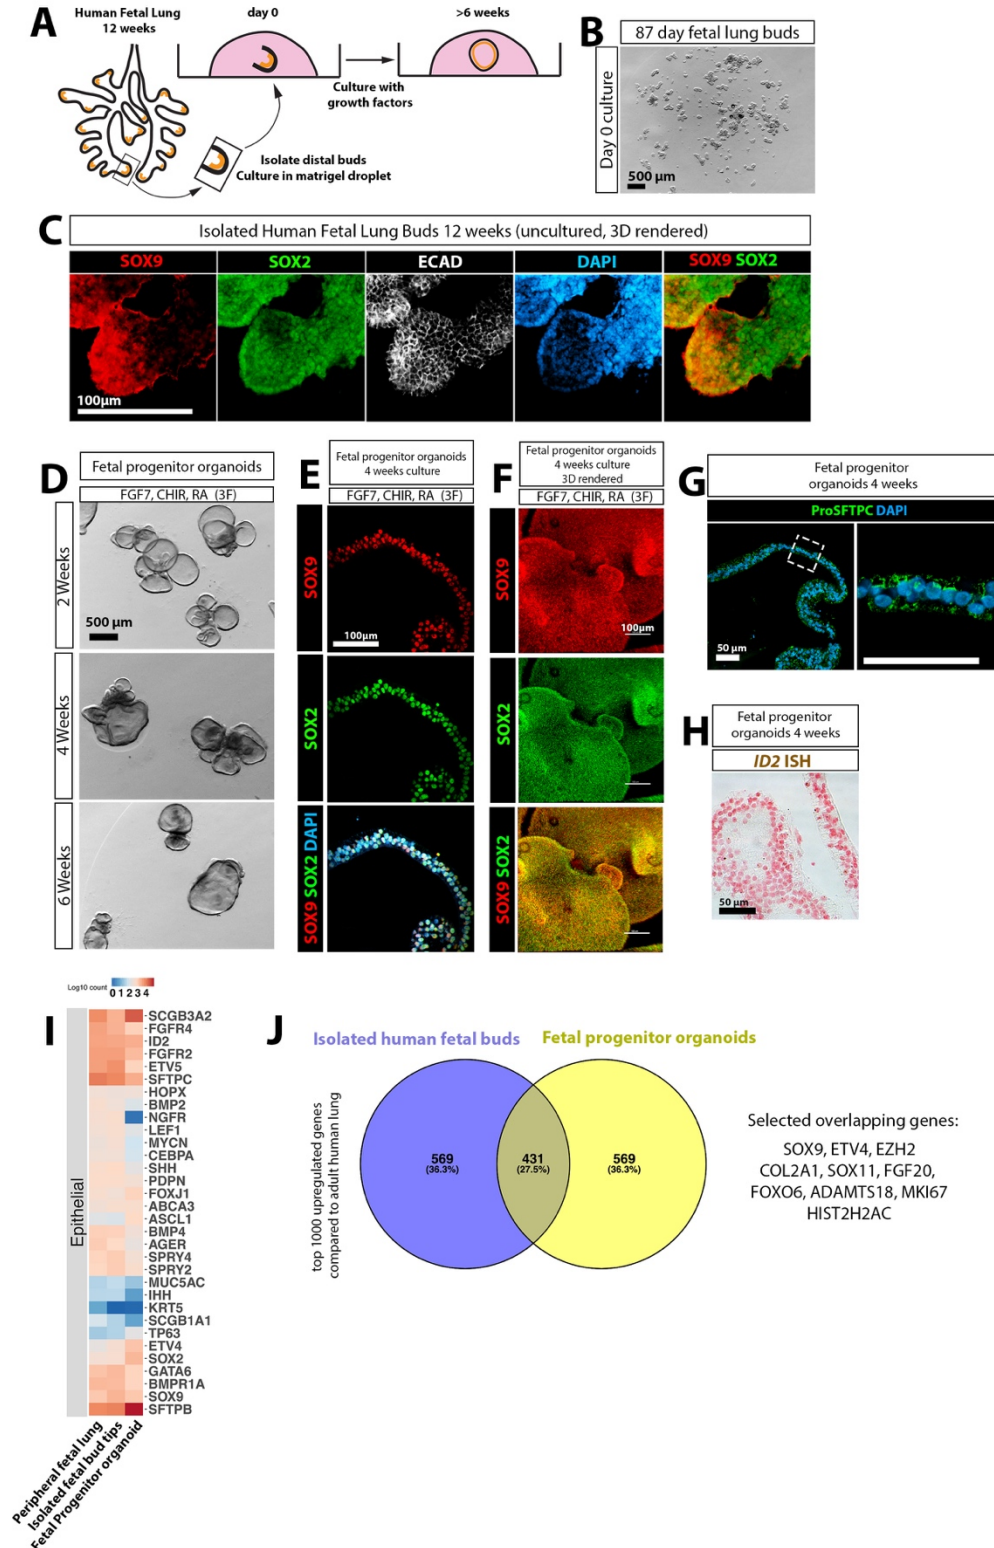 A
Human Fetal Lung
12 weeks
day 0
>6 weeks
Culture with
growth factors
Isolate distal buds
Culture in matrigel droplet
B
87 day fetal lung buds
Day 0 culture
500 µm
C
Isolated Human Fetal Lung Buds 12 weeks (uncultured, 3D rendered)
SOX9
SOX2
ECAD
DAPI
SOX9 SOX2
100µm
D
Fetal progenitor organoids
FGF7, CHIR, RA (3F)
2 Weeks
500 µm
4 Weeks
6 Weeks
E
Fetal progenitor organoids
4 weeks culture
FGF7, CHIR, RA (3F)
SOX9
100µm
SOX2
SOX9 SOX2 DAPI
F
Fetal progenitor organoids
4 weeks culture
3D rendered
FGF7, CHIR, RA (3F)
SOX9
100µm
SOX2
SOX9 SOX2
G
Fetal progenitor
organoids 4 weeks
ProSFTPC DAPI
50 µm
H
Fetal progenitor
organoids 4 weeks
ID2 ISH
50 µm
I
Log10 count
0 1 2 3 4
Epithelial
SCGB3A2
FGFR4
ID2
FGFR2
ETV5
SFTPC
HOPX
BMP2
NGFR
LEF1
MYCN
CEBPA
SHH
PDPN
FOXJ1
ABCA3
ASCL1
BMP4
AGER
SPRY4
SPRY2
MUC5AC
IHH
KRT5
SCGB1A1
TP63
ETV4
SOX2
GATA6
BMPR1A
SOX9
SFTPB
Peripheral fetal lung
Isolated fetal bud tips
Fetal Progenitor organoid
J
Isolated human fetal buds
Fetal progenitor organoids
top 1000 upregulated genes
compared to adult human lung
569
(36.3%)
431
(27.5%)
569
(36.3%)
Selected overlapping genes:
SOX9, ETV4, EZH2
COL2A1, SOX11, FGF20,
FOXO6, ADAMTS18, MKI67
HIST2H2AC